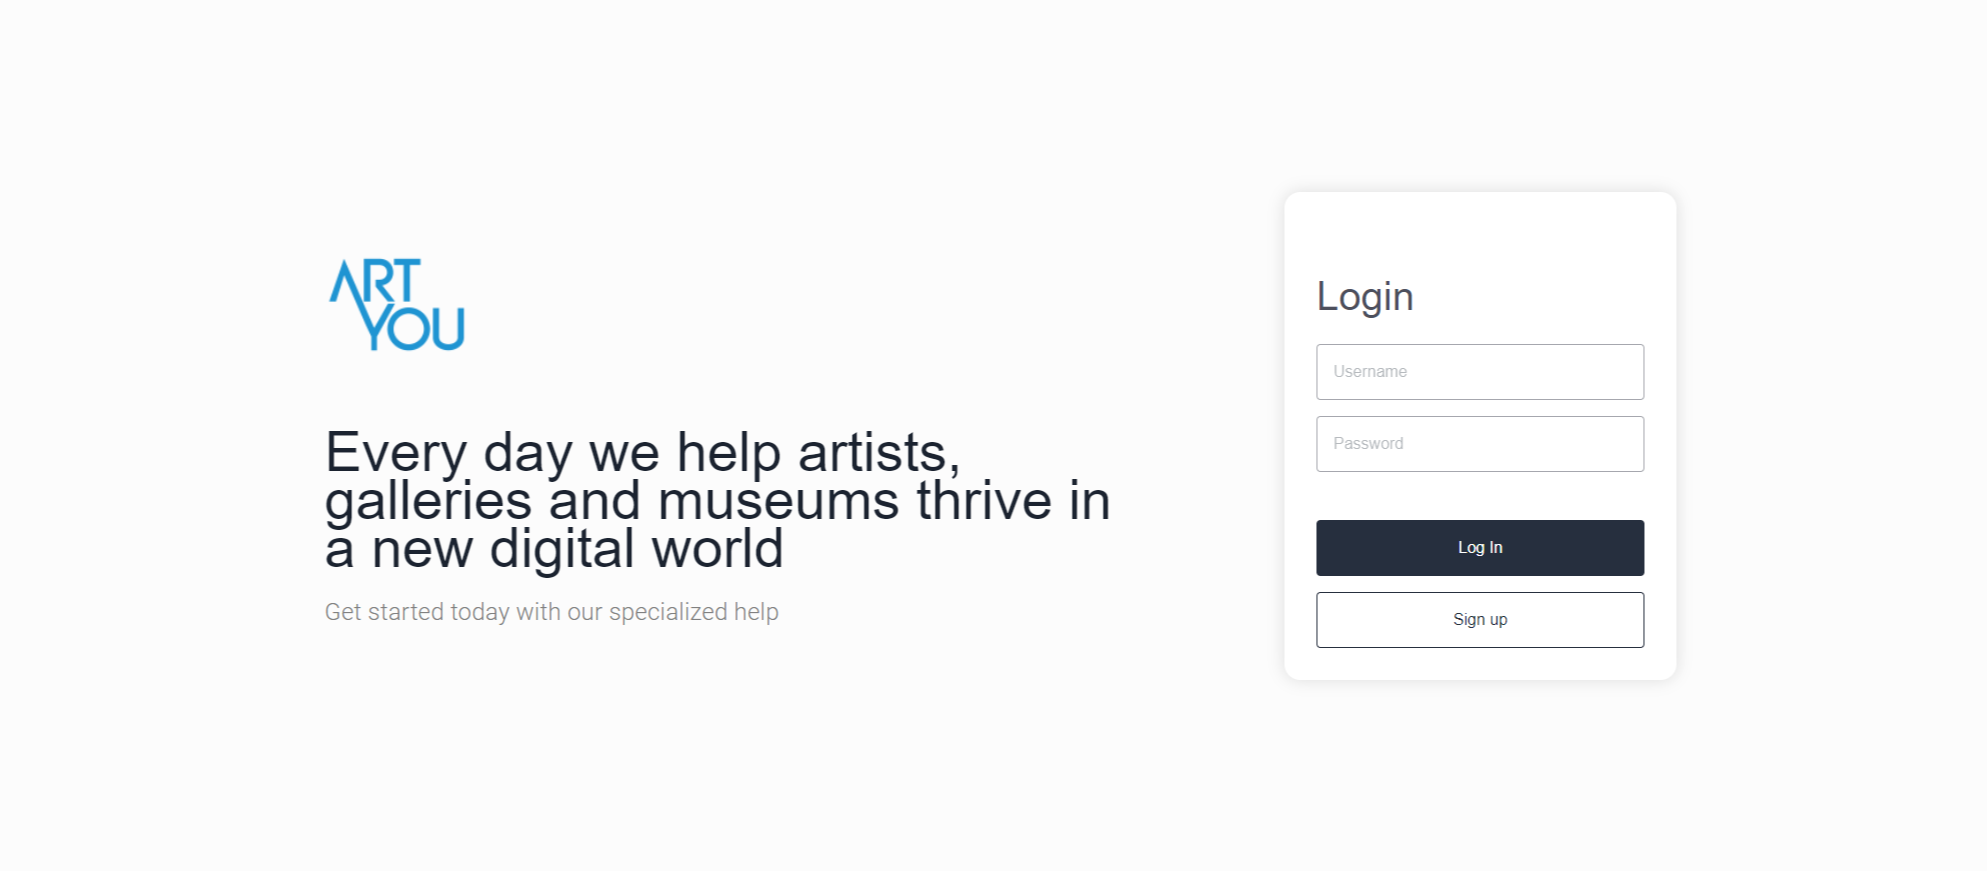 ART
YOU
Every day we help artists,
galleries and museums thrive in
a new digital world
Get started today with our specialized help
Login
Username
Password
Log In
Sign up